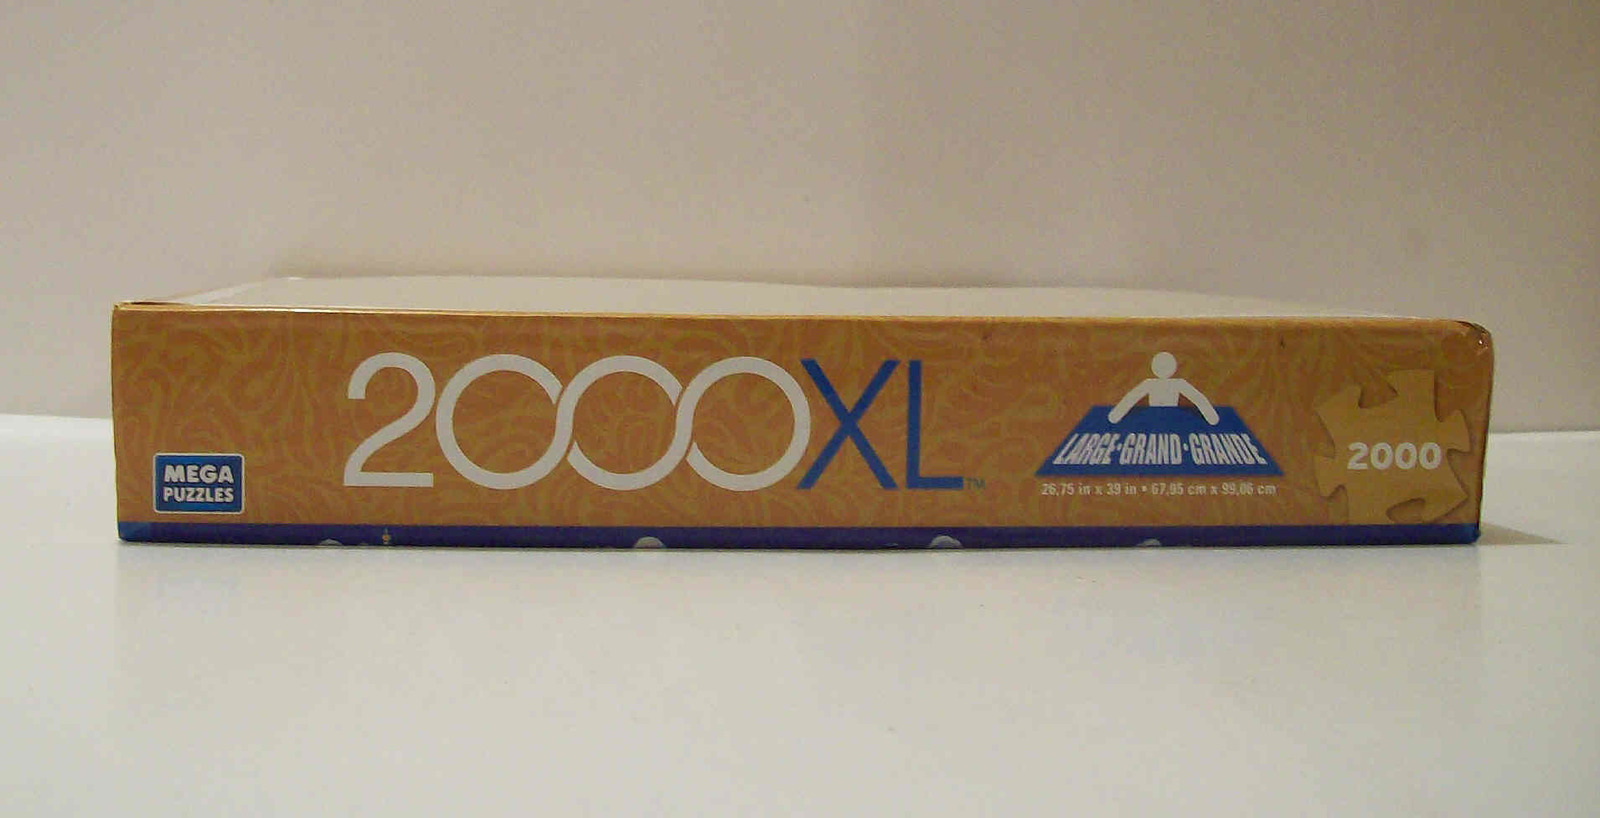 MEGA
PUZZLES
2000XL™
LARGE•GRAND•GRANDE
26,75 in x 39 in • 67,95 cm x 99,06 cm
2000